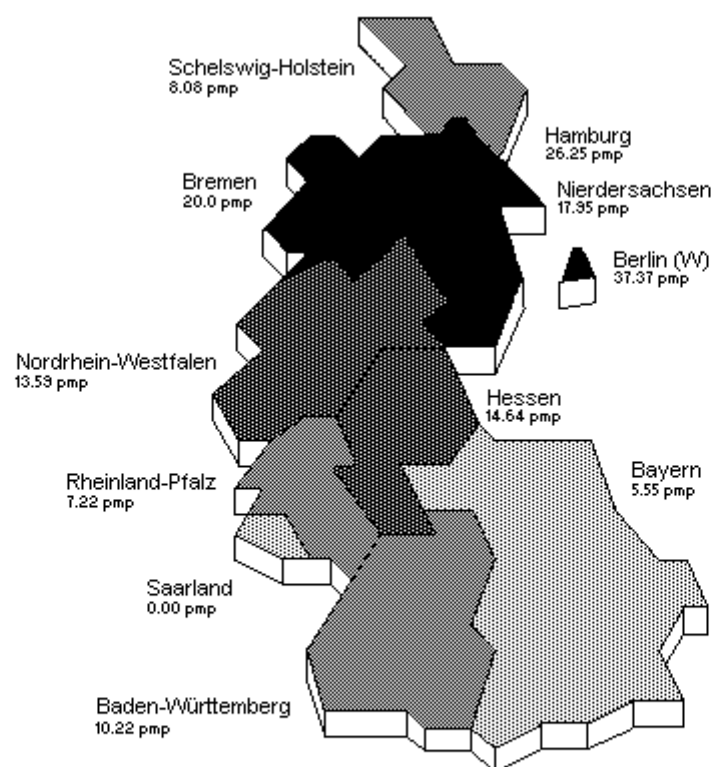 Schelswig-Holstein
8.08 pmp
Hamburg
26.25 pmp
Bremen
20.0 pmp
Nierdersachsen
17.95 pmp
Berlin (W)
37.37 pmp
Nordrhein-Westfalen
13.59 pmp
Hessen
14.64 pmp
Rheinland-Pfalz
7.22 pmp
Bayern
5.55 pmp
Saarland
0.00 pmp
Baden-Württemberg
10.22 pmp